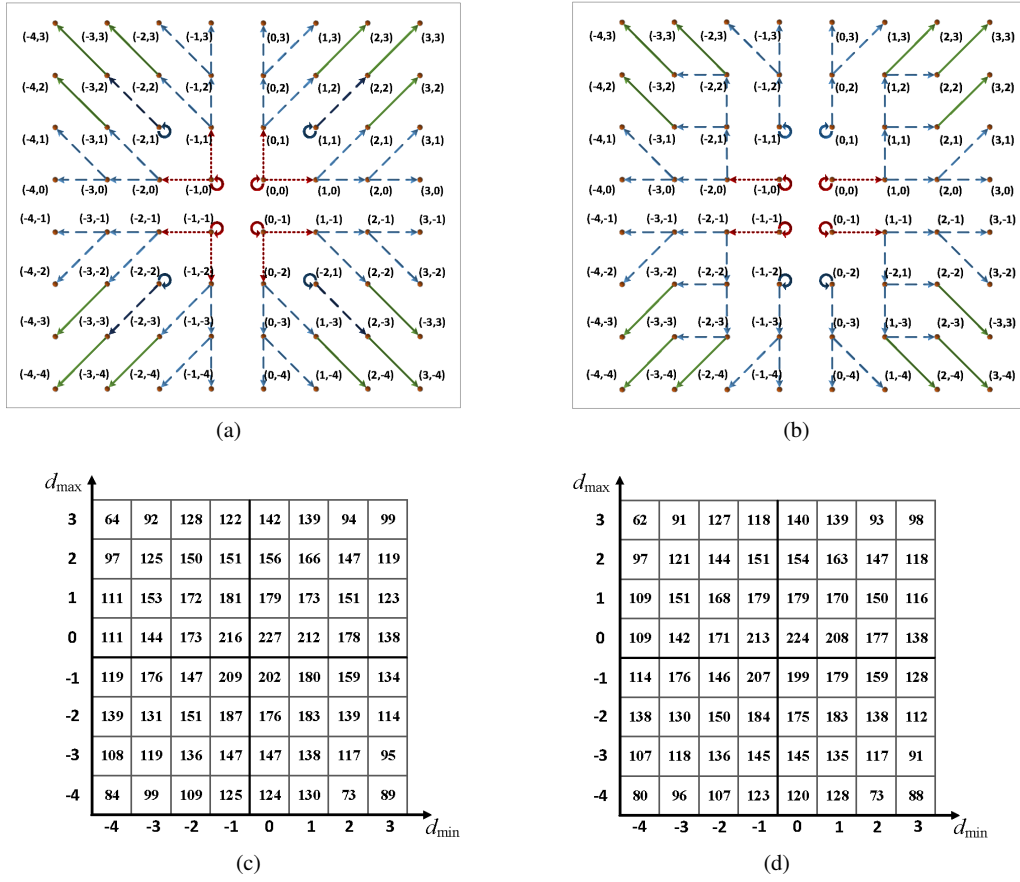 (-4,3) (-3,3) (-2,3) (-1,3) (0,3) (1,3) (2,3) (3,3)
(-4,2) (-3,2) (-2,2) (-1,2) (0,2) (1,2) (2,2) (3,2)
(-4,1) (-3,1) (-2,1) (-1,1) (0,1) (1,1) (2,1) (3,1)
(-4,0) (-3,0) (-2,0) (-1,0) (0,0) (1,0) (2,0) (3,0)
(-4,-1) (-3,-1) (-2,-1) (-1,-1) (0,-1) (1,-1) (2,-1) (3,-1)
(-4,-2) (-3,-2) (-2,-2) (-1,-2) (0,-2) (-2,1) (2,-2) (3,-2)
(-4,-3) (-3,-3) (-2,-3) (-1,-3) (0,-3) (1,-3) (2,-3) (-3,3)
(-4,-4) (-3,-4) (-2,-4) (-1,-4) (0,-4) (1,-4) (2,-4) (3,-4)
(a)
(-4,3) (-3,3) (-2,3) (-1,3) (0,3) (1,3) (2,3) (3,3)
(-4,2) (-3,2) (-2,2) (-1,2) (0,2) (1,2) (2,2) (3,2)
(-4,1) (-3,1) (-2,1) (-1,1) (0,1) (1,1) (2,1) (3,1)
(-4,0) (-3,0) (-2,0) (-1,0) (0,0) (1,0) (2,0) (3,0)
(-4,-1) (-3,-1) (-2,-1) (-1,-1) (0,-1) (1,-1) (2,-1) (3,-1)
(-4,-2) (-3,-2) (-2,-2) (-1,-2) (0,-2) (-2,1) (2,-2) (3,-2)
(-4,-3) (-3,-3) (-2,-3) (-1,-3) (0,-3) (1,-3) (2,-3) (-3,3)
(-4,-4) (-3,-4) (-2,-4) (-1,-4) (0,-4) (1,-4) (2,-4) (3,-4)
(b)
dmax
3 64 92 128 122 142 139 94 99
2 97 125 150 151 156 166 147 119
1 111 153 172 181 179 173 151 123
0 111 144 173 216 227 212 178 138
-1 119 176 147 209 202 180 159 134
-2 139 131 151 187 176 183 139 114
-3 108 119 136 147 147 138 117 95
-4 84 99 109 125 124 130 73 89
-4 -3 -2 -1 0 1 2 3 dmin
(c)
dmax
3 62 91 127 118 140 139 93 98
2 97 121 144 151 154 163 147 118
1 109 151 168 179 179 170 150 116
0 109 142 171 213 224 208 177 138
-1 114 176 146 207 199 179 159 128
-2 138 130 150 184 175 183 138 112
-3 107 118 136 145 145 135 117 91
-4 80 96 107 123 120 128 73 88
-4 -3 -2 -1 0 1 2 3 dmin
(d)